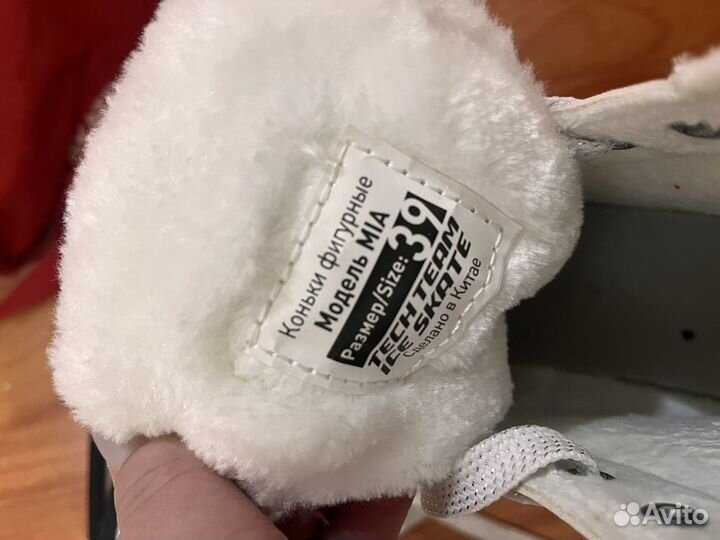 Коньки фигурные
Модель MIA
Размер/Size: 39
TECH TEAM
ICE SKATE
Сделано в Китае
Avito